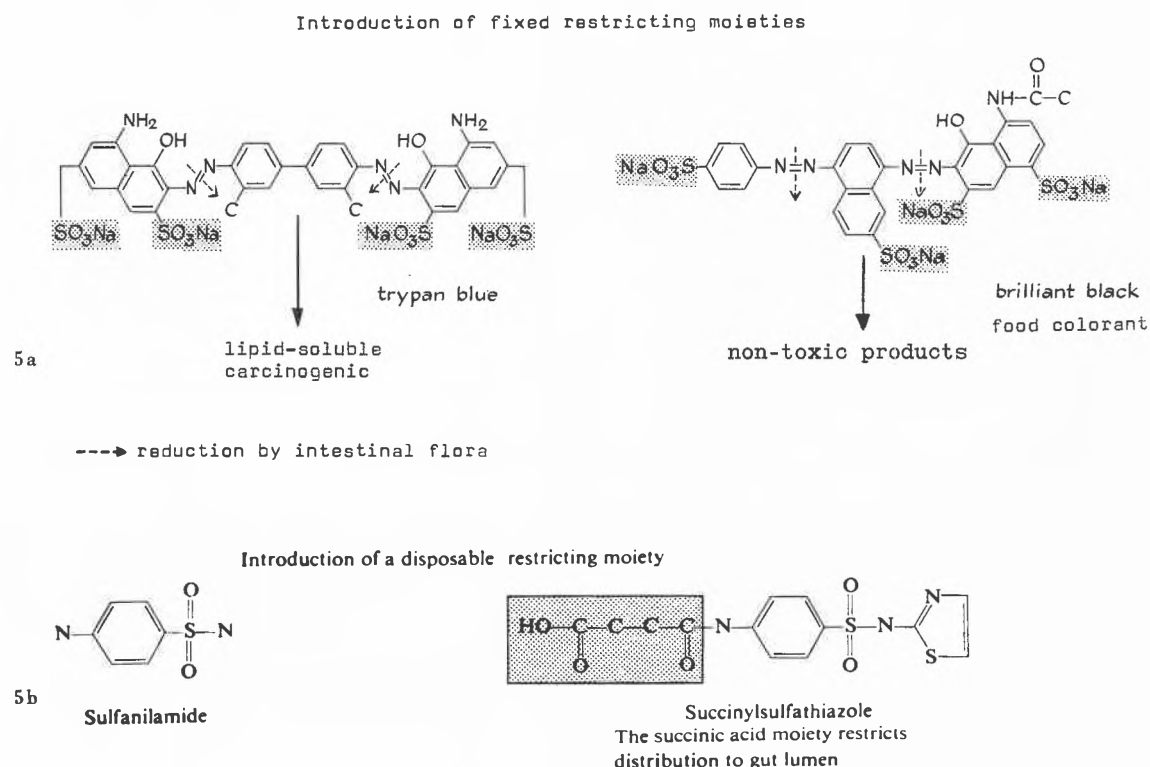 Introduction of fixed restricting moieties
O
NH—C—C
NH2
OH
HO
NH2
HO
N
N
N
N
NaO3S
N=N
N=N
C
C
SO3Na
SO3Na
SO3Na
NaO3S
NaO3S
NaO3S
SO3Na
trypan blue
brilliant black
food colorant
lipid-soluble
carcinogenic
non-toxic products
5a
----> reduction by intestinal flora
Introduction of a disposable restricting moiety
O
N
S—N
O
HO—C—C—C—C—N
O
O
O
S—N
O
N
S
5b
Sulfanilamide
Succinylsulfathiazole
The succinic acid moiety restricts
distribution to gut lumen